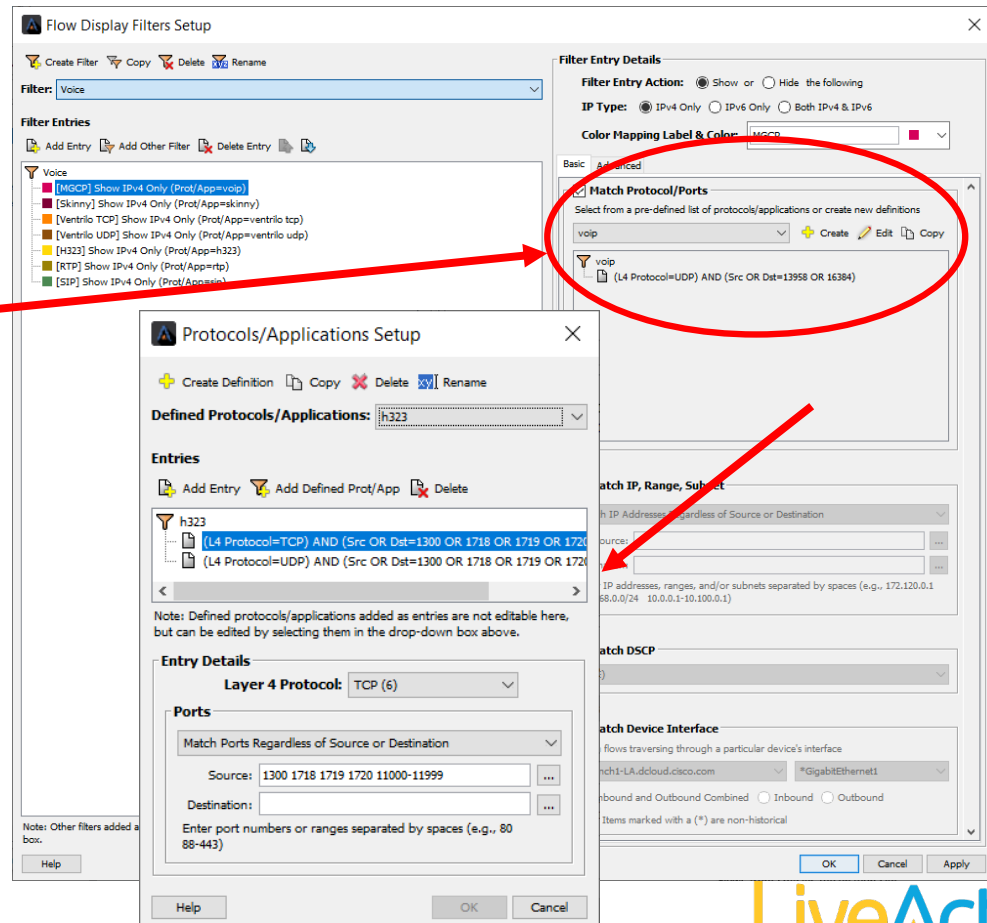 Flow Display Filters Setup
Create Filter Copy Delete Rename
Filter: Voice
Filter Entries
Add Entry Add Other Filter Delete Entry
Voice
[MGCP] Show IPv4 Only (Prot/App=voip)
[Skinny] Show IPv4 Only (Prot/App=skinny)
[Ventrilo TCP] Show IPv4 Only (Prot/App=ventrilo tcp)
[Ventrilo UDP] Show IPv4 Only (Prot/App=ventrilo udp)
[H323] Show IPv4 Only (Prot/App=h323)
[RTP] Show IPv4 Only (Prot/App=rtp)
[SIP] Show IPv4 Only (Prot/App=sip)
Note: Other filters added a
box.
Help
Filter Entry Details
Filter Entry Action: Show or Hide the following
IP Type: IPv4 Only IPv6 Only Both IPv4 & IPv6
Color Mapping Label & Color: MGCP
Basic Advanced
Match Protocol/Ports
Select from a pre-defined list of protocols/applications or create new definitions
voip Create Edit Copy
voip
(L4 Protocol=UDP) AND (Src OR Dst=13958 OR 16384)
atch IP, Range, Subnet
h IP Addresses Regardless of Source or Destination
ource: ...
...
IP addresses, ranges, and/or subnets separated by spaces (e.g., 172.120.0.1
68.0.0/24 10.0.0.1-10.100.0.1)
atch DSCP
atch Device Interface
flows traversing through a particular device's interface
nch1-LA.dcloud.cisco.com *GigabitEthernet1
nbound and Outbound Combined Inbound Outbound
Items marked with a (*) are non-historical
OK Cancel Apply
Protocols/Applications Setup
Create Definition Copy Delete Rename
Defined Protocols/Applications: h323
Entries
Add Entry Add Defined Prot/App Delete
h323
(L4 Protocol=TCP) AND (Src OR Dst=1300 OR 1718 OR 1719 OR 1720
(L4 Protocol=UDP) AND (Src OR Dst=1300 OR 1718 OR 1719 OR 172
Note: Defined protocols/applications added as entries are not editable here,
but can be edited by selecting them in the drop-down box above.
Entry Details
Layer 4 Protocol: TCP (6)
Ports
Match Ports Regardless of Source or Destination
Source: 1300 1718 1719 1720 11000-11999 ...
Destination: ...
Enter port numbers or ranges separated by spaces (e.g., 80
88-443)
Help OK Cancel
LiveAct